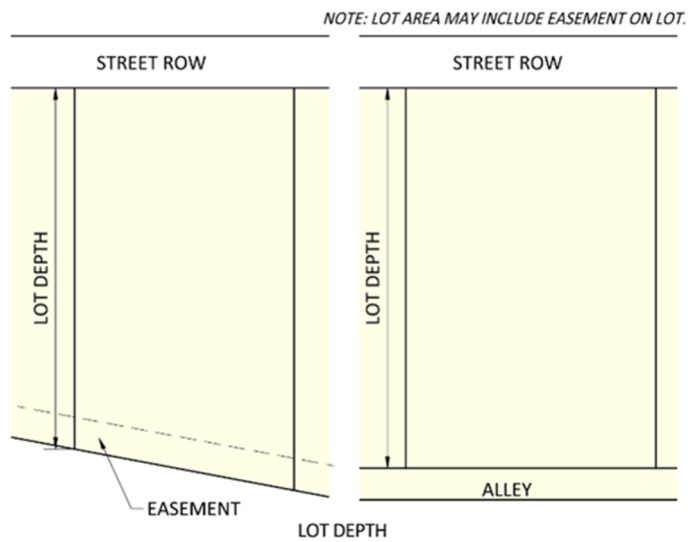 NOTE: LOT AREA MAY INCLUDE EASEMENT ON LOT.
STREET ROW
STREET ROW
LOT DEPTH
LOT DEPTH
ALLEY
EASEMENT
LOT DEPTH